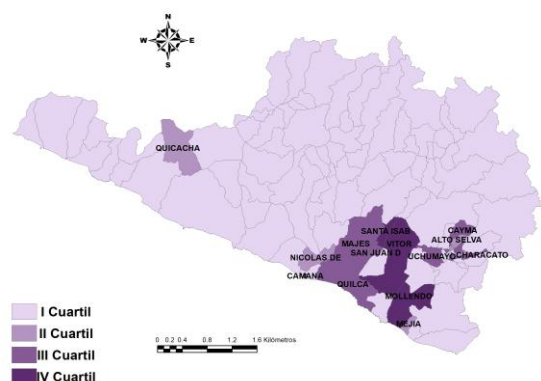 N
W E
S
QUICACHA
SANTA ISAB
CAYMA
MAJES
VITOR
ALTO SELVA
SAN JUAN D
UCHUMAYO
CHARACATO
NICOLAS DE
CAMANA
QUILCA
MOLLENDO
MEJIA
I Cuartil
II Cuartil
III Cuartil
IV Cuartil
0 0.2 0.4 0.8 1.2 1.6 Kilómetros